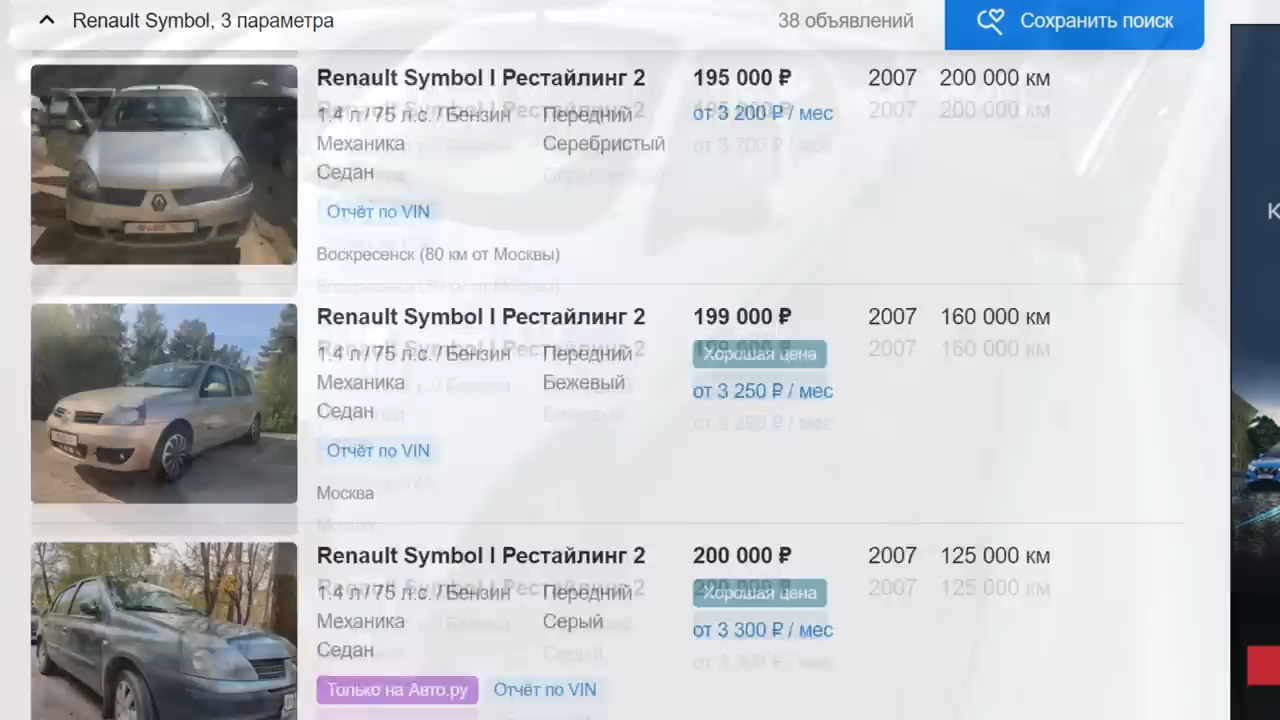 Renault Symbol, 3 параметра 38 объявлений Сохранить поиск
Renault Symbol I Рестайлинг 2 195 000 ₽ 2007 200 000 км
1.4 л / 75 л.с. / Бензин Передний от 3 200 ₽ / мес
Механика Серебристый
Седан
Отчёт по VIN
Воскресенск (80 км от Москвы)
Renault Symbol I Рестайлинг 2 199 000 ₽ 2007 160 000 км
1.4 л / 75 л.с. / Бензин Передний Хорошая цена
Механика Бежевый от 3 250 ₽ / мес
Седан
Отчёт по VIN
Москва
Renault Symbol I Рестайлинг 2 200 000 ₽ 2007 125 000 км
1.4 л / 75 л.с. / Бензин Передний Хорошая цена
Механика Серый от 3 300 ₽ / мес
Седан
Только на Авто.ру Отчёт по VIN